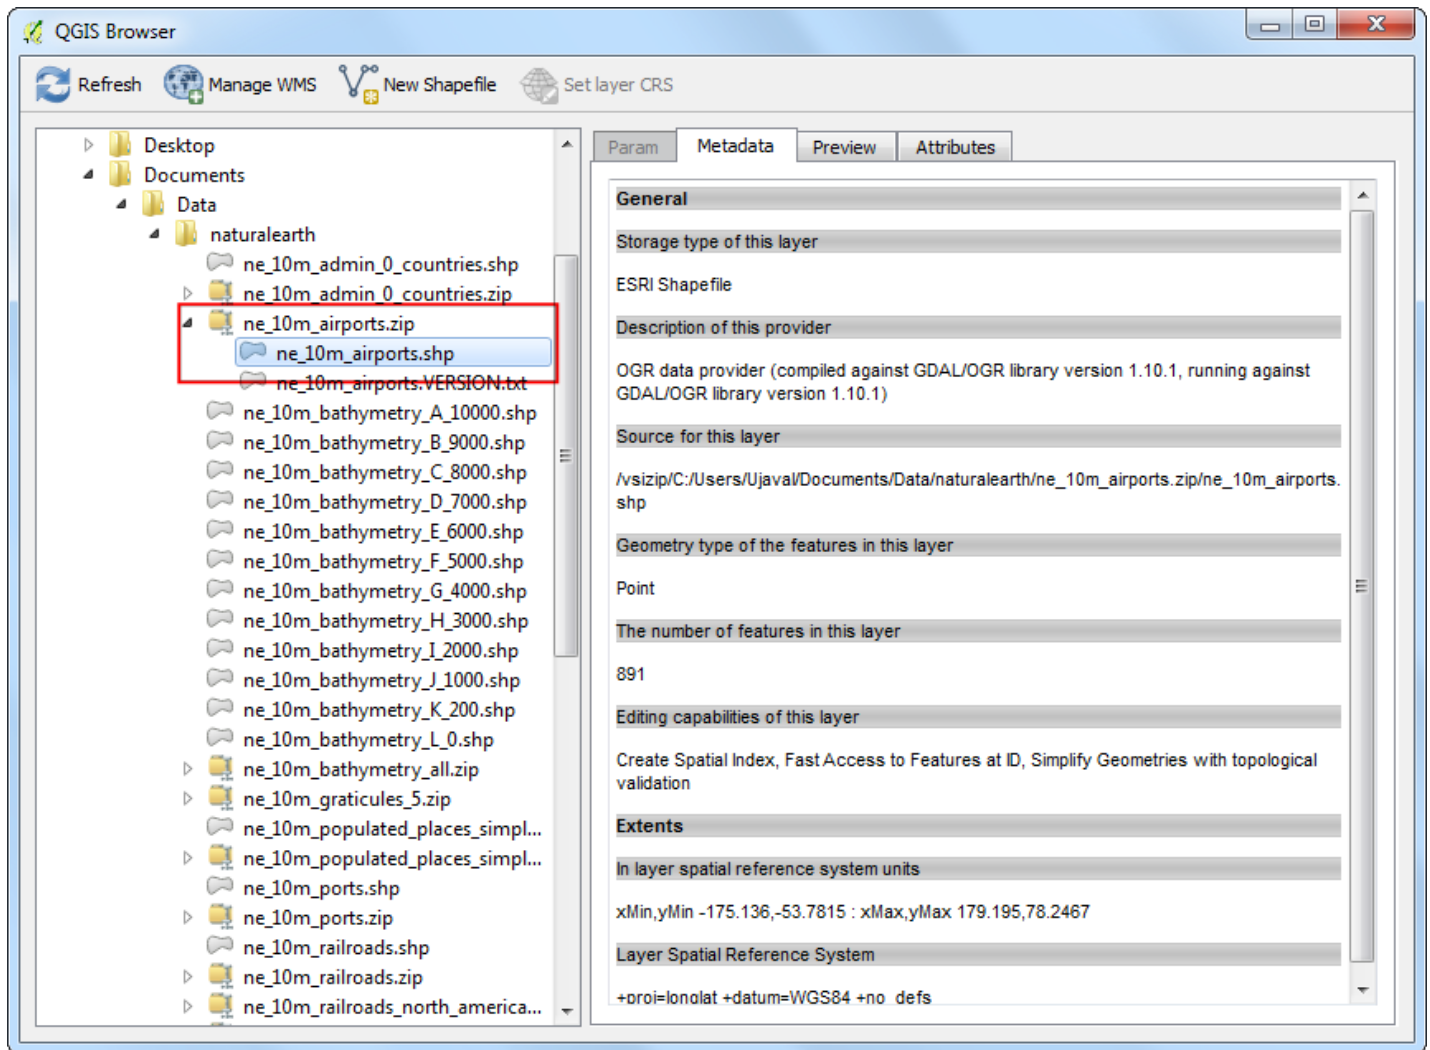 QGIS Browser
Refresh
Manage WMS
New Shapefile
Set layer CRS
Desktop
Documents
Data
naturalearth
ne_10m_admin_0_countries.shp
ne_10m_admin_0_countries.zip
ne_10m_airports.zip
ne_10m_airports.shp
ne_10m_airports.VERSION.txt
ne_10m_bathymetry_A_10000.shp
ne_10m_bathymetry_B_9000.shp
ne_10m_bathymetry_C_8000.shp
ne_10m_bathymetry_D_7000.shp
ne_10m_bathymetry_E_6000.shp
ne_10m_bathymetry_F_5000.shp
ne_10m_bathymetry_G_4000.shp
ne_10m_bathymetry_H_3000.shp
ne_10m_bathymetry_I_2000.shp
ne_10m_bathymetry_J_1000.shp
ne_10m_bathymetry_K_200.shp
ne_10m_bathymetry_L_0.shp
ne_10m_bathymetry_all.zip
ne_10m_graticules_5.zip
ne_10m_populated_places_simpl...
ne_10m_populated_places_simpl...
ne_10m_ports.shp
ne_10m_ports.zip
ne_10m_railroads.shp
ne_10m_railroads.zip
ne_10m_railroads_north_america...
Param
Metadata
Preview
Attributes
General
Storage type of this layer
ESRI Shapefile
Description of this provider
OGR data provider (compiled against GDAL/OGR library version 1.10.1, running against
GDAL/OGR library version 1.10.1)
Source for this layer
/vsizip/C:/Users/Ujaval/Documents/Data/naturalearth/ne_10m_airports.zip/ne_10m_airports.
shp
Geometry type of the features in this layer
Point
The number of features in this layer
891
Editing capabilities of this layer
Create Spatial Index, Fast Access to Features at ID, Simplify Geometries with topological
validation
Extents
In layer spatial reference system units
xMin,yMin -175.136,-53.7815 : xMax,yMax 179.195,78.2467
Layer Spatial Reference System
+proj=longlat +datum=WGS84 +no_defs